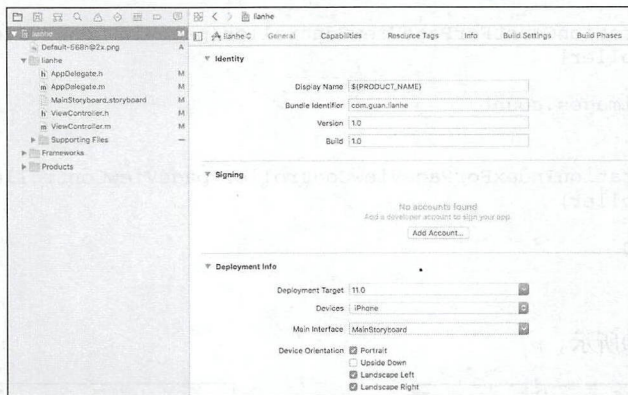 lianhe
lianhe M
Default-568h@2x.png A
lianhe
h AppDelegate.h M
m AppDelegate.m M
MainStoryboard.storyboard M
h ViewController.h M
m ViewController.m M
Supporting Files
Frameworks
Products
lianhe General Capabilities Resource Tags Info Build Settings Build Phases
Identity
Display Name ${PRODUCT_NAME}
Bundle Identifier com.guan.lianhe
Version 1.0
Build 1.0
Signing
No accounts found
Add a developer account to sign your app
Add Account...
Deployment Info
Deployment Target 11.0
Devices iPhone
Main Interface MainStoryboard
Device Orientation Portrait
Upside Down
Landscape Left
Landscape Right